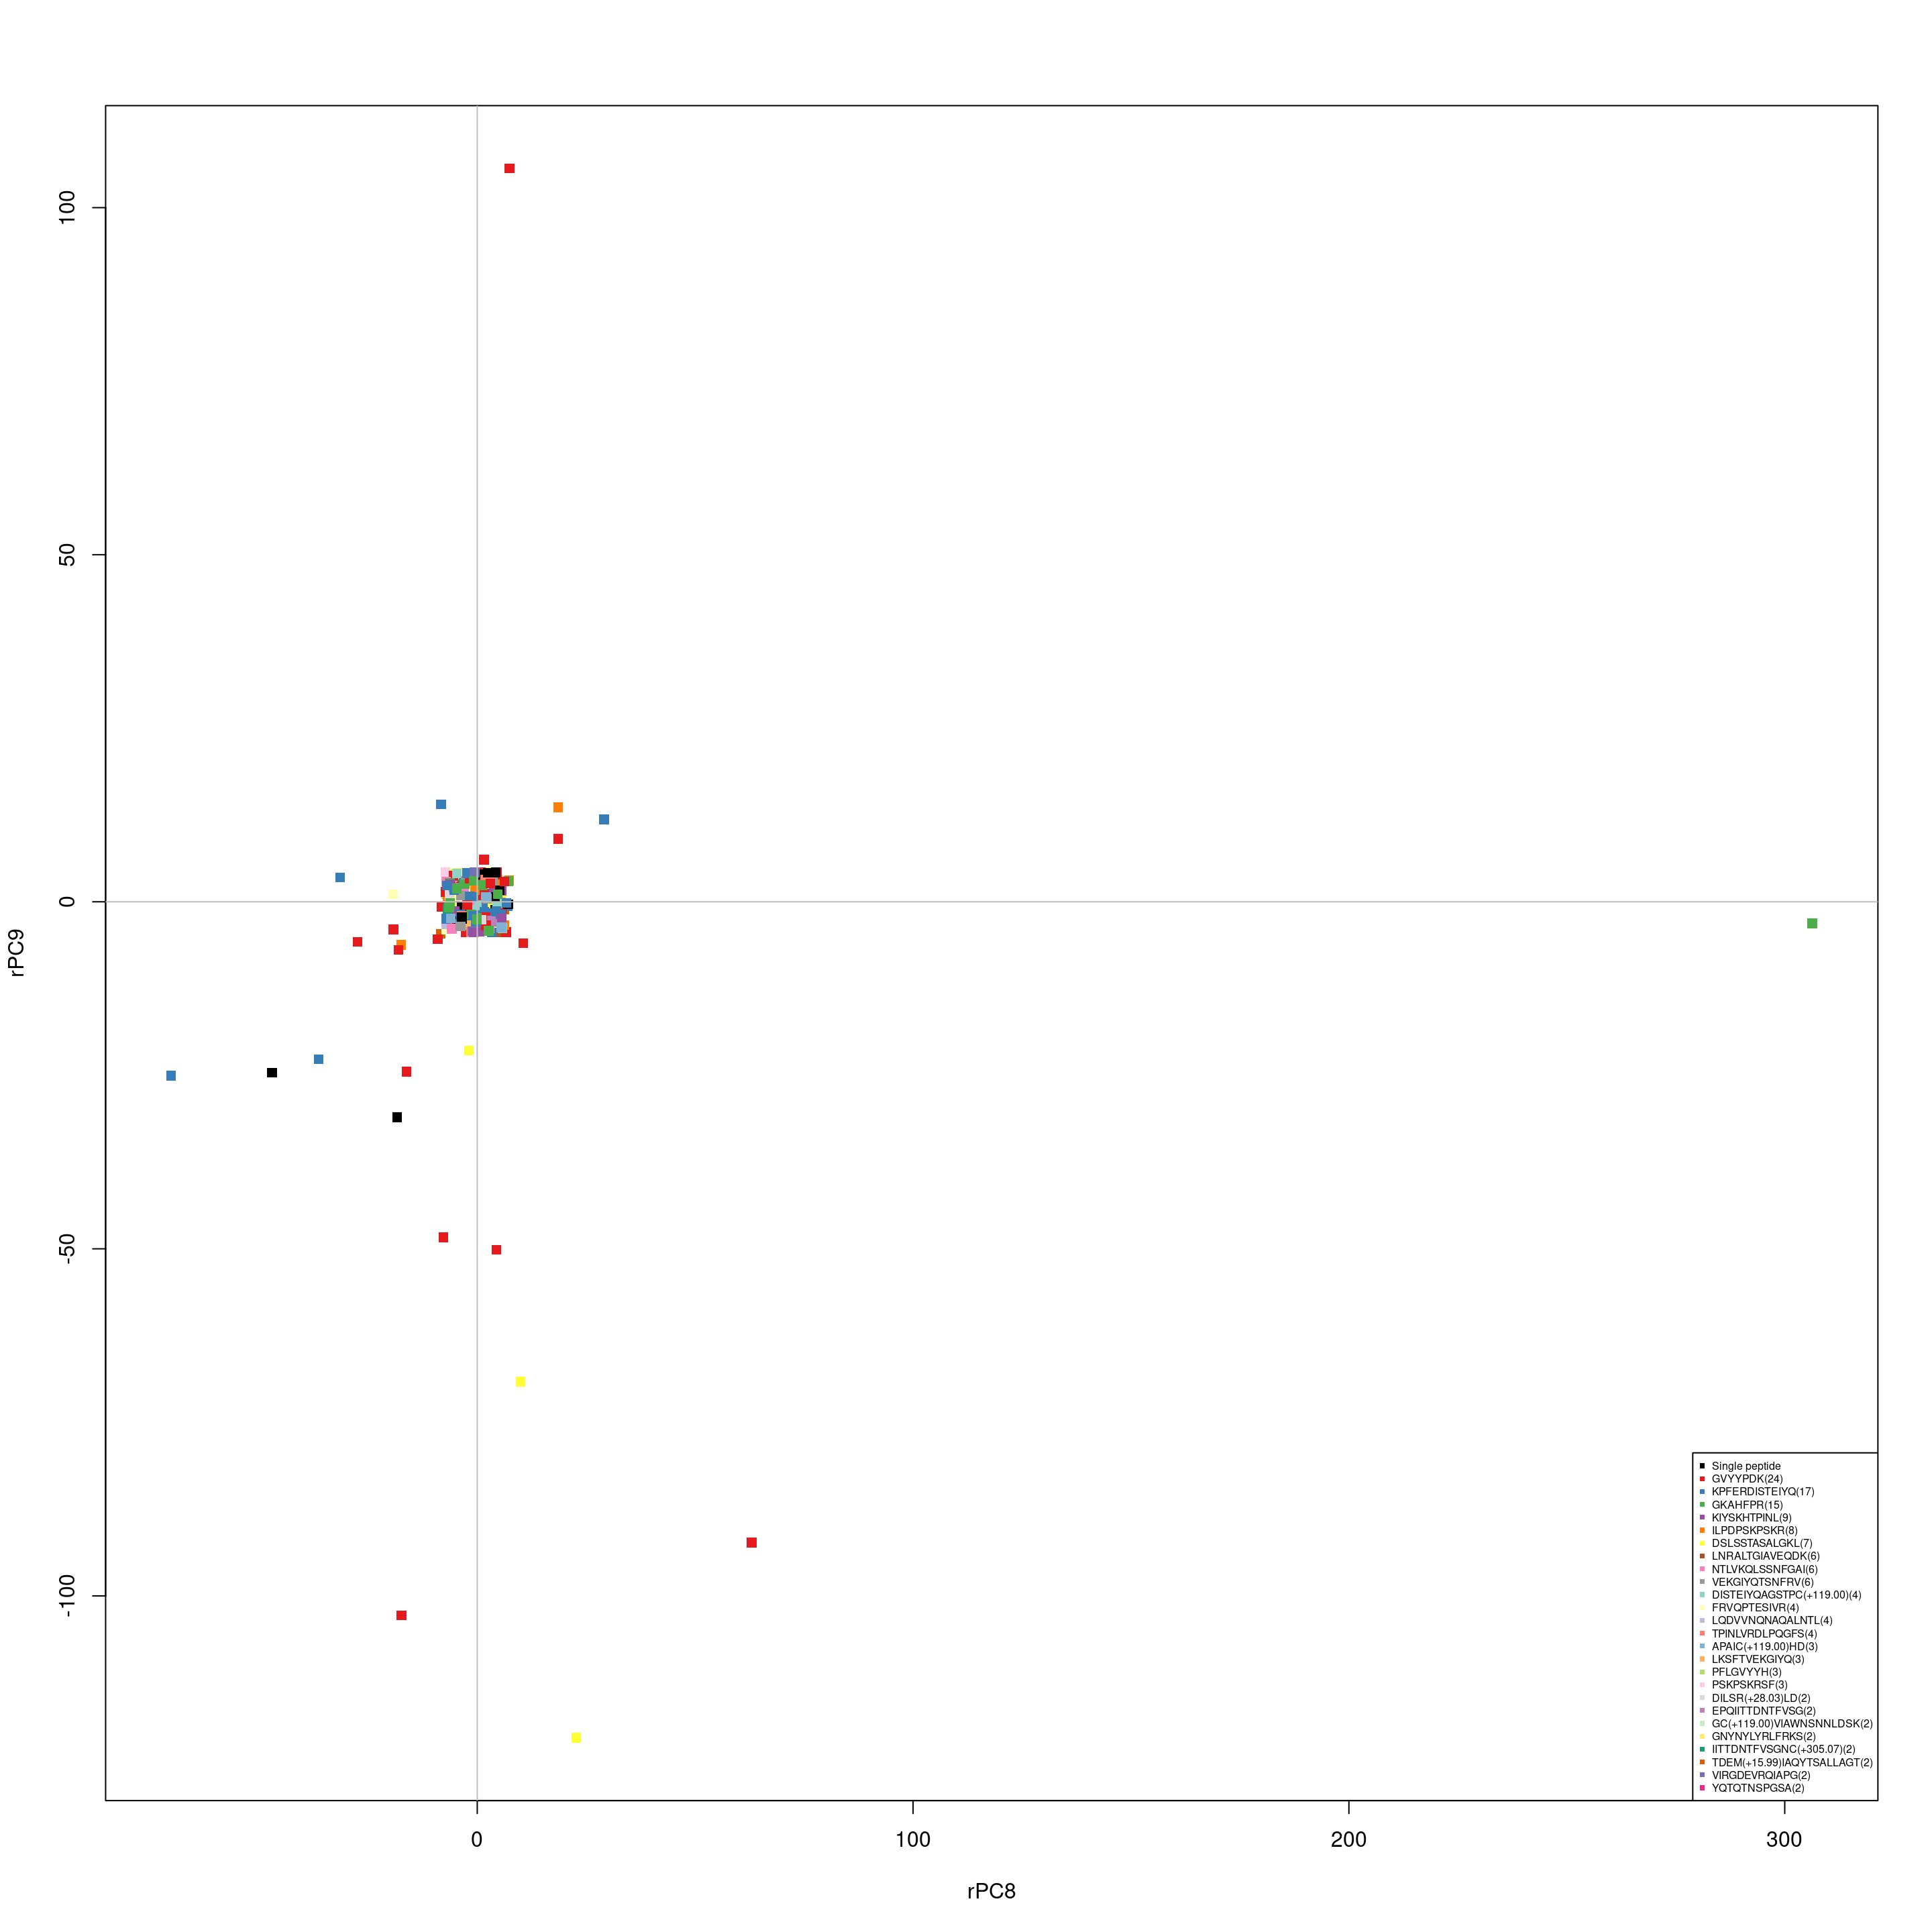 100
50
0
-50
-100
rPC9
0
100
200
300
rPC8
Single peptide
GVYYPDK(24)
KPFERDISTEIYQ(17)
GKAHFPR(15)
KIYSKHTPINL(9)
ILPDPSKPSKR(8)
DSLSSTASALGKL(7)
LNRALTGIAVEQDK(6)
NTLVKQLSSNFGAI(6)
VEKGIYQTSNFRV(6)
DISTEIYQAGSTPC(+119.00)(4)
FRVQPTESIVR(4)
LQDVVNQNAQALNTL(4)
TPINLVRDLPQGFS(4)
APAIC(+119.00)HD(3)
LKSFTVEKGIYQ(3)
PFLGVYYH(3)
PSKPSKRSF(3)
DILSR(+28.03)LD(2)
EPQIITTDNTFVSG(2)
GC(+119.00)VIAWNSNNLDSK(2)
GNYNYLYRLFRKS(2)
IITTDNTFVSGNC(+305.07)(2)
TDEM(+15.99)IAQYTSALLAGT(2)
VIRGDEVRQIAPG(2)
YQTQTNSPGSA(2)